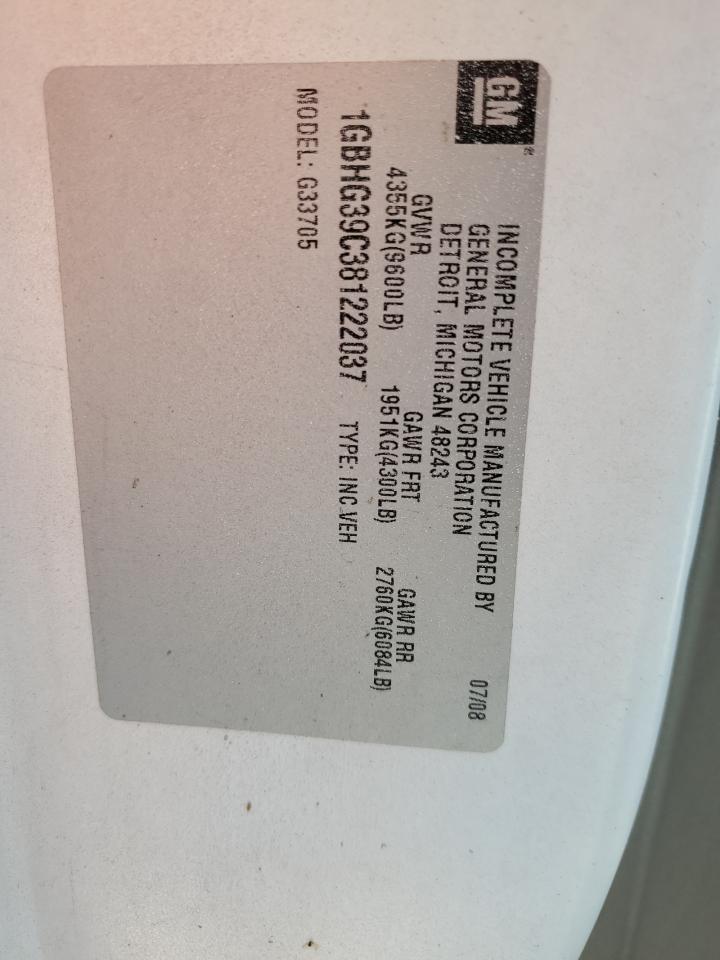 GM
INCOMPLETE VEHICLE MANUFACTURED BY
GENERAL MOTORS CORPORATION 07/08
DETROIT, MICHIGAN 48243
GVWR GAWR FRT GAWR RR
4355KG(9600LB) 1951KG(4300LB) 2760KG(6084LB)
1GBHG39C381222037 TYPE: INC VEH
MODEL: G33705